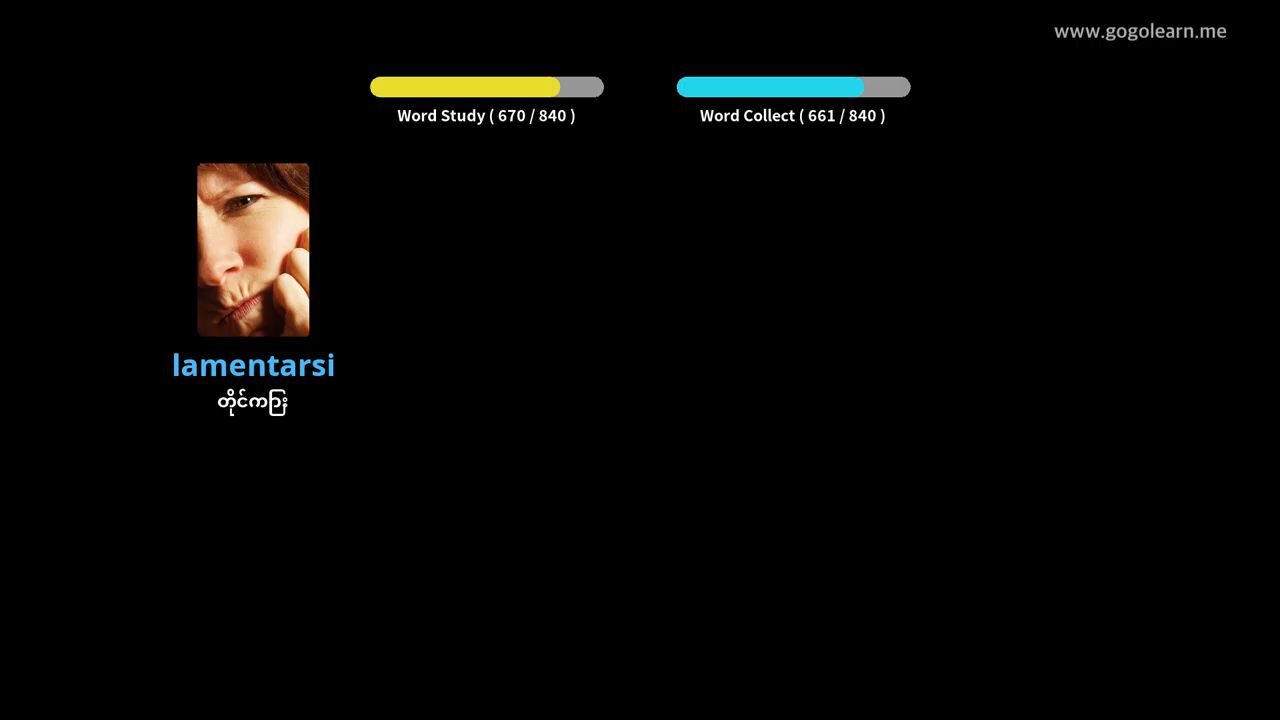 www.gogolearn.me
Word Study ( 670 / 840 )
Word Collect ( 661 / 840 )
lamentarsi
တိုင်ကြား